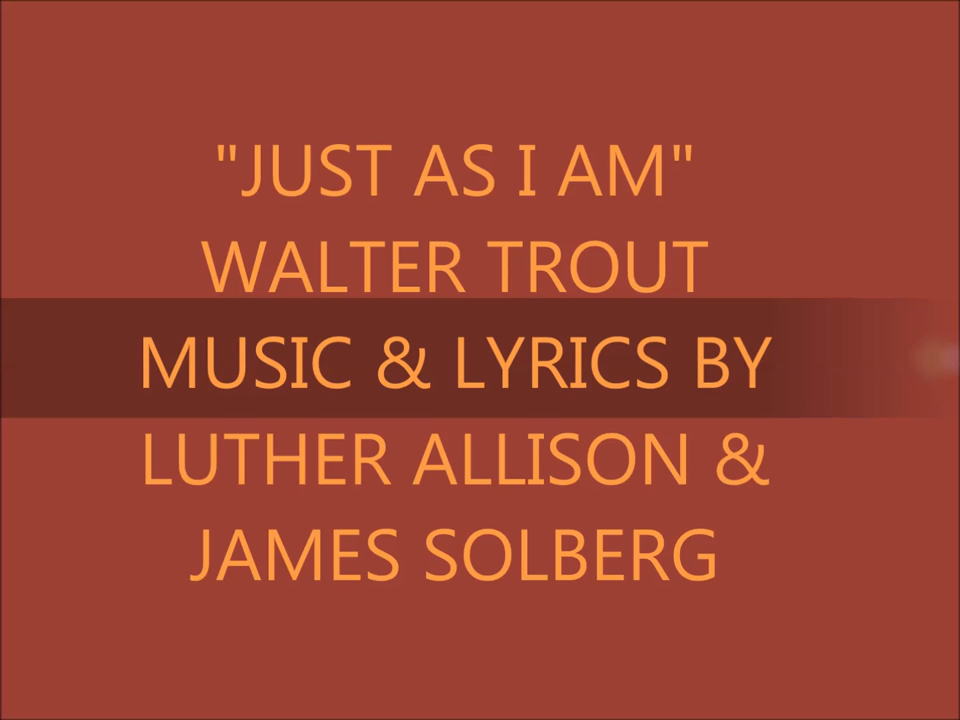 "JUST AS I AM"
WALTER TROUT
MUSIC & LYRICS BY
LUTHER ALLISON &
JAMES SOLBERG